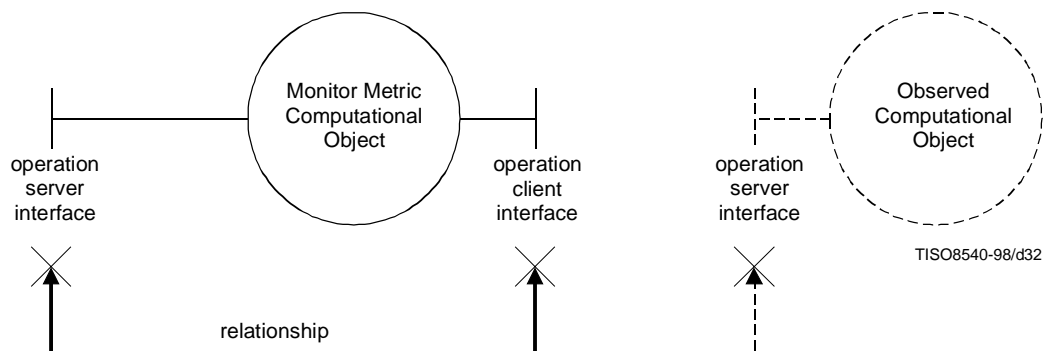 Monitor Metric
Computational
Object
Observed
Computational
Object
operation
server
interface
operation
client
interface
operation
server
interface
TISO8540-98/d32
relationship